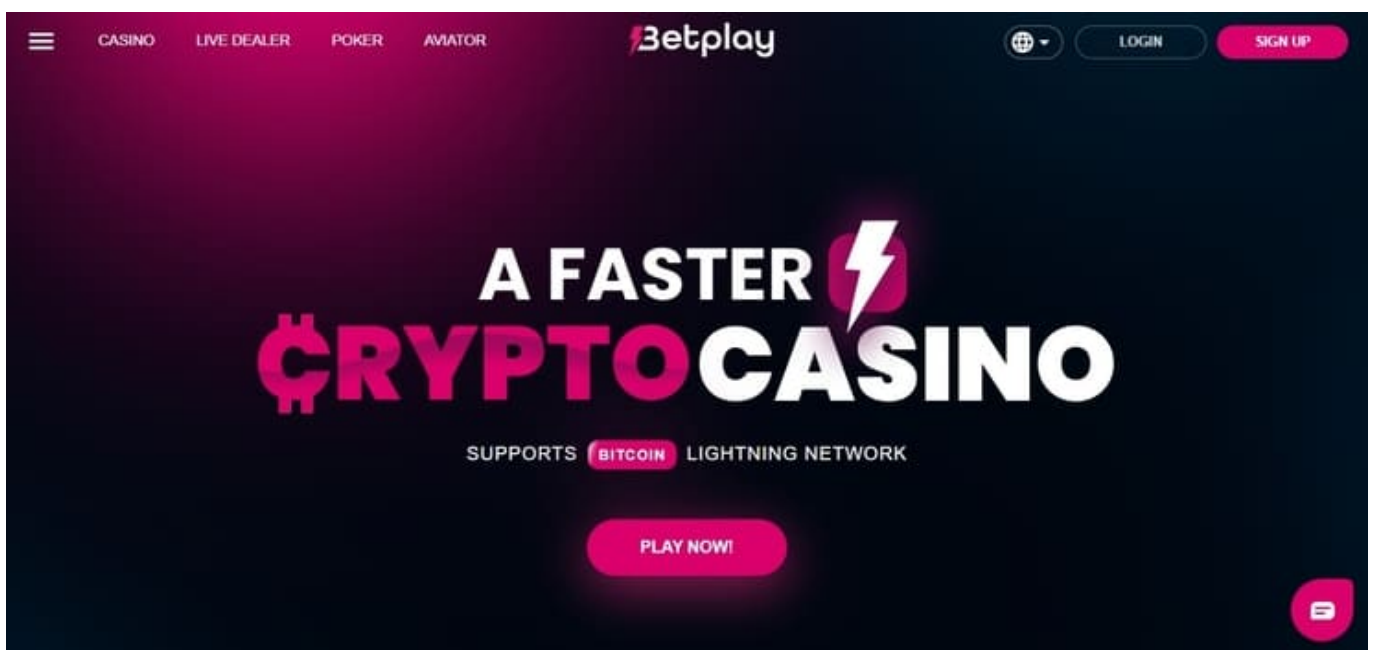 CASINO LIVE DEALER POKER AVIATOR Betplay LOGIN SIGN UP
A FASTER
CRYPTOCASINO
SUPPORTS BITCOIN LIGHTNING NETWORK
PLAY NOW!